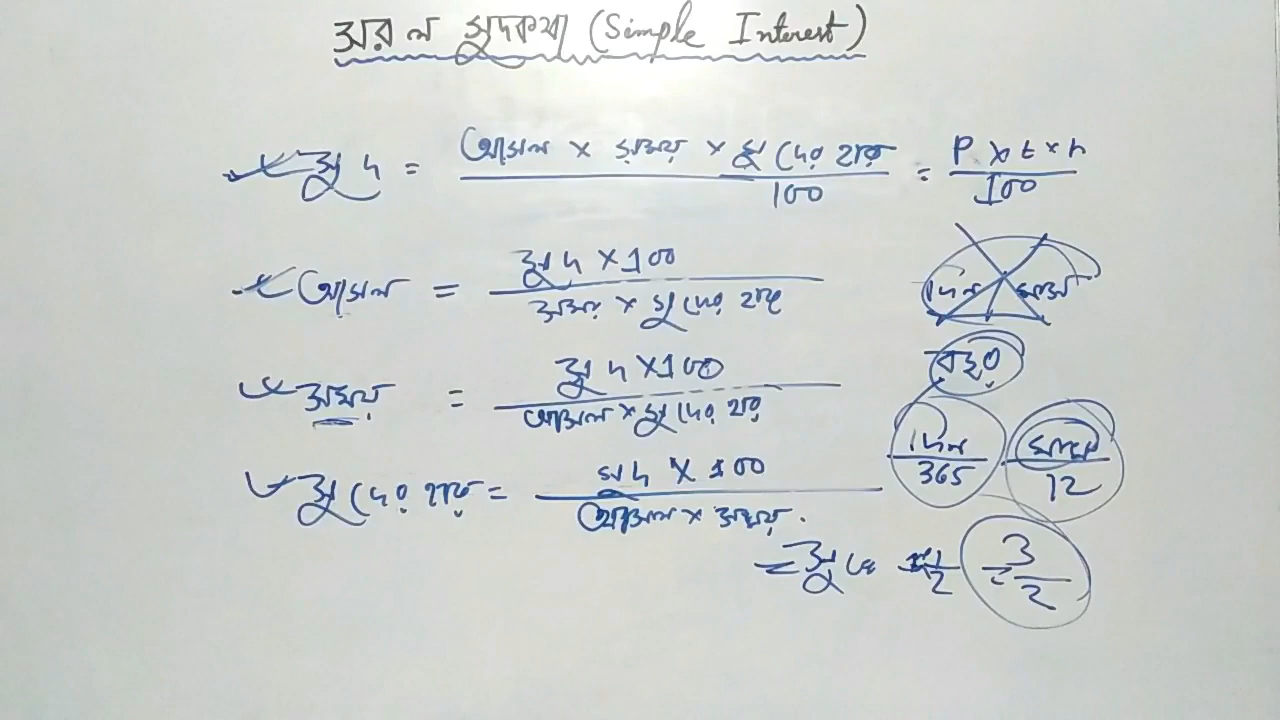 সরল সুদকষা (Simple Interest)
সুদ = আসল × সময় × সুদের হার / 100 = P × t × r / 100
আসল = সুদ × 100 / সময় × সুদের হার
দিন মাস
সময় = সুদ × 100 / আসল × সুদের হার
বছর
দিন / 365 মাস / 12
সুদের হার = সুদ × 100 / আসল × সময়.
3 / 2